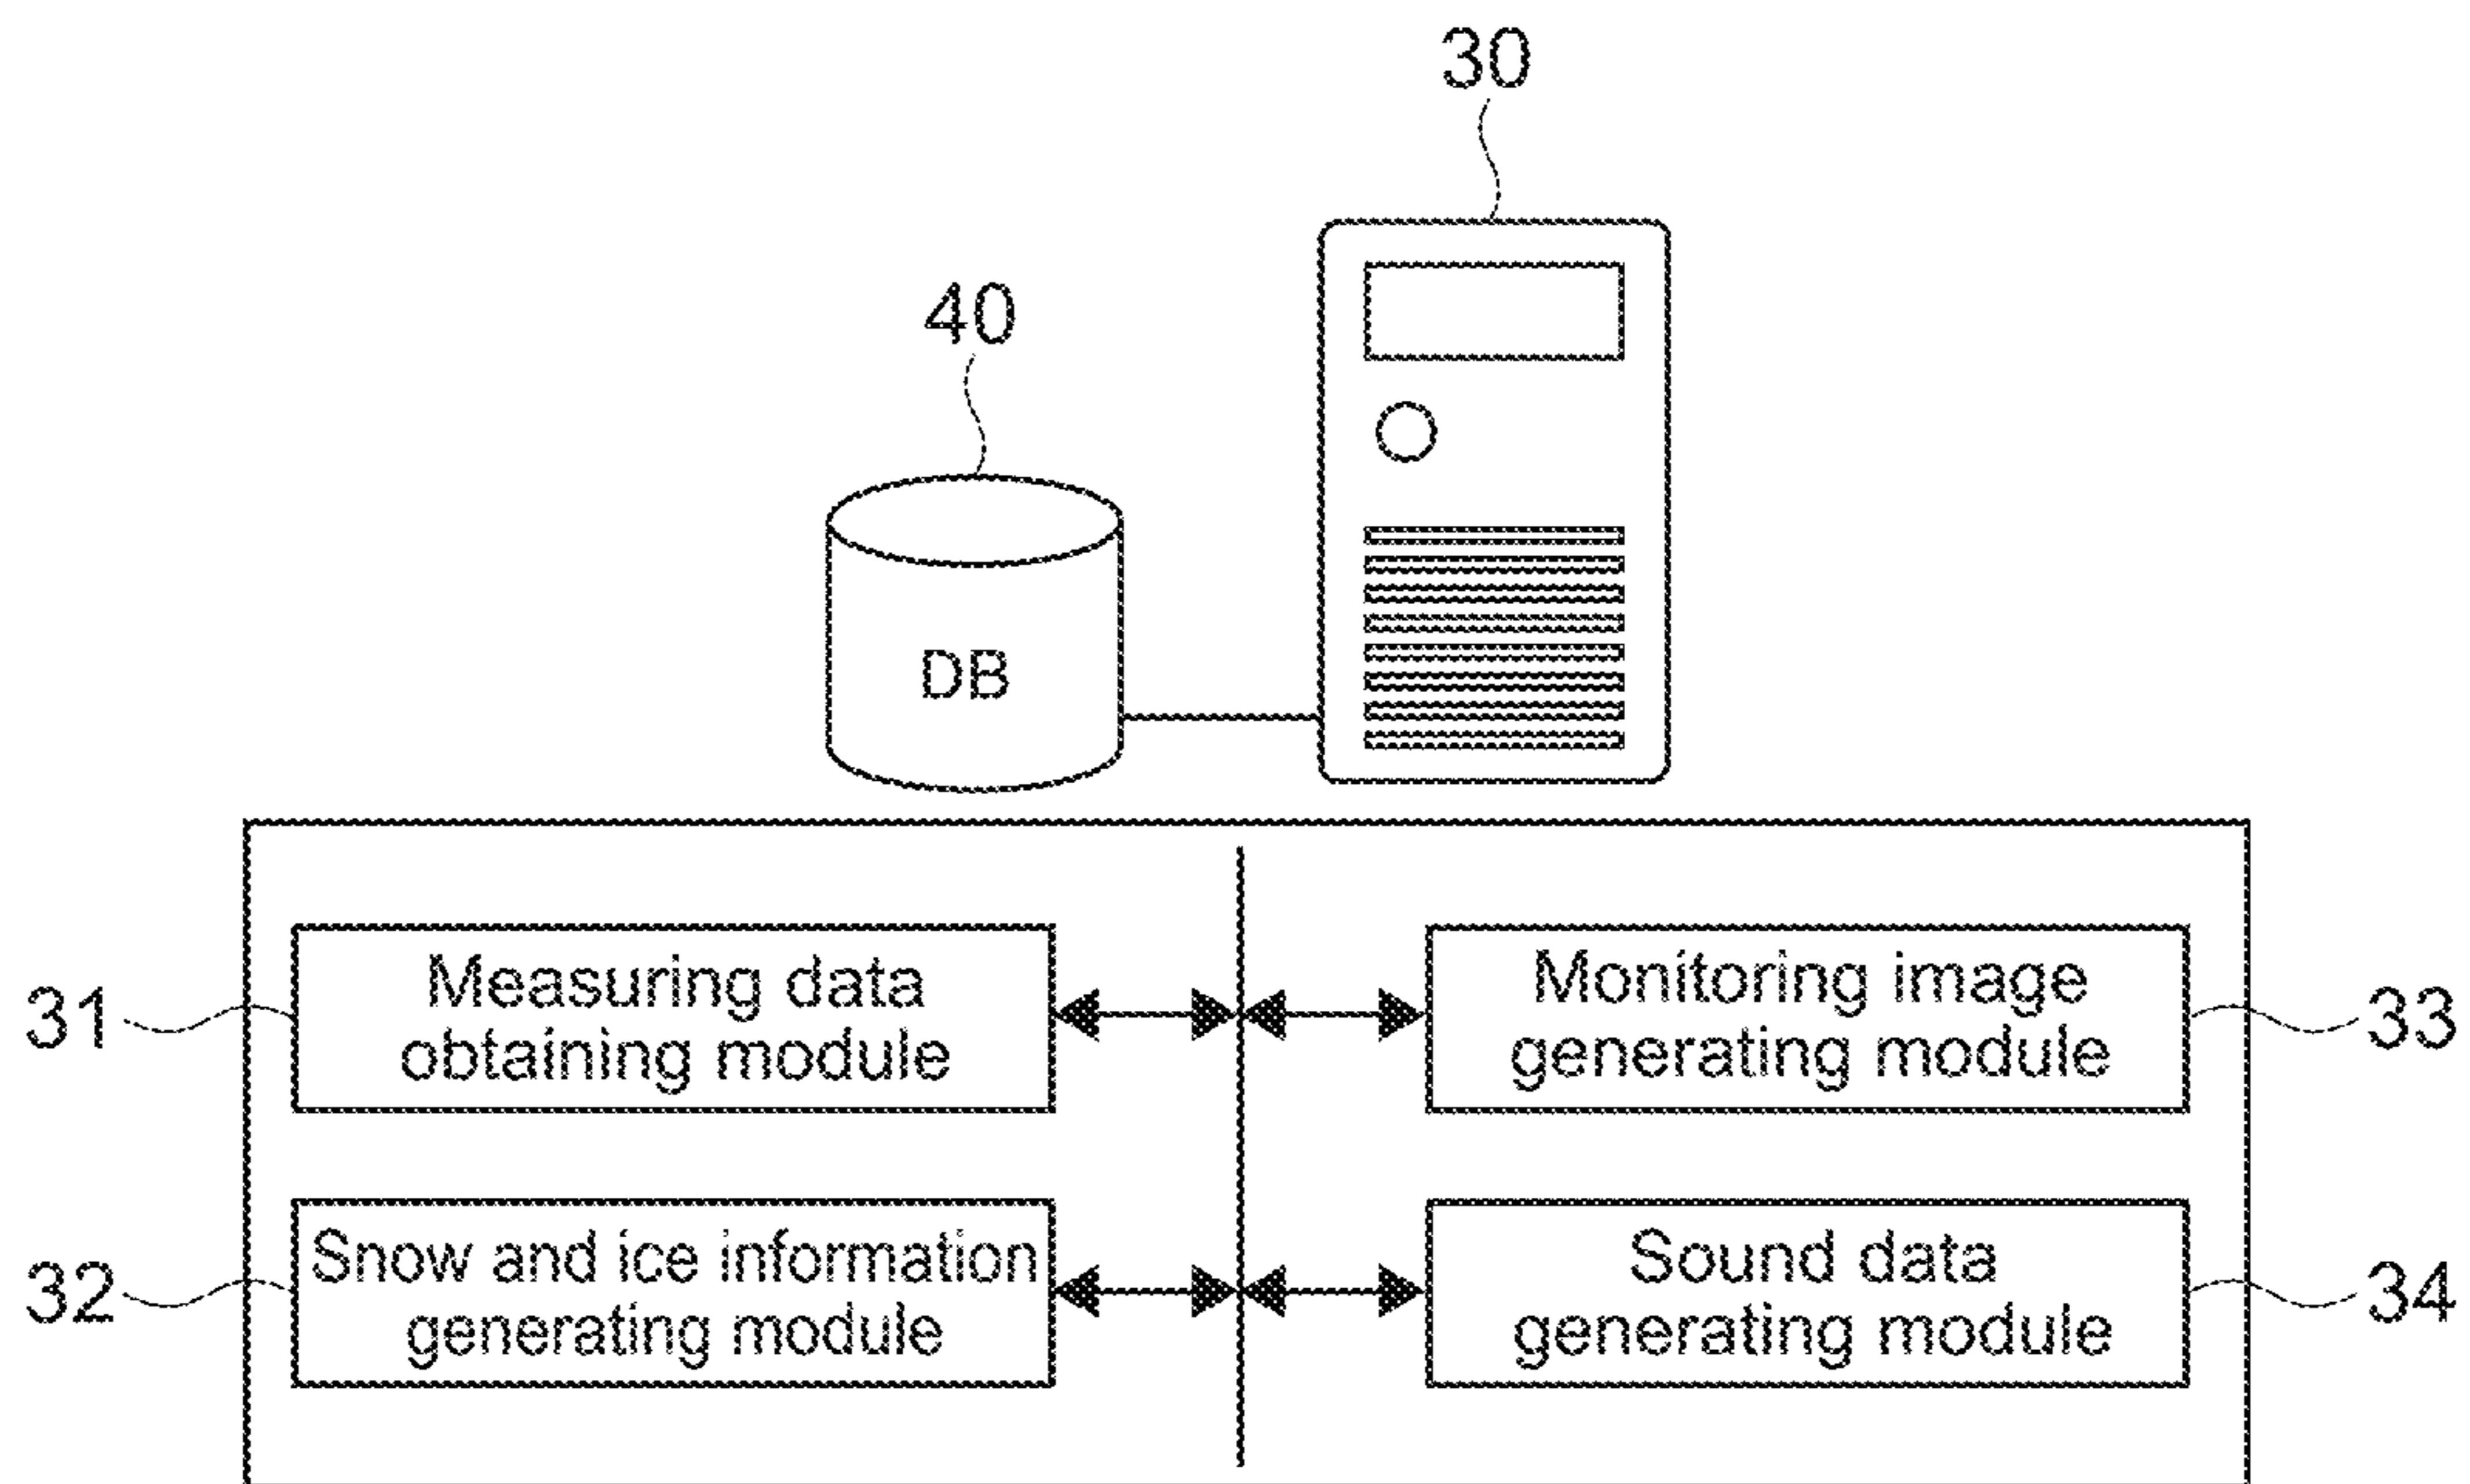 30
40
DB
31
Measuring data
obtaining module
Monitoring image
generating module
33
32
Snow and ice information
generating module
Sound data
generating module
34